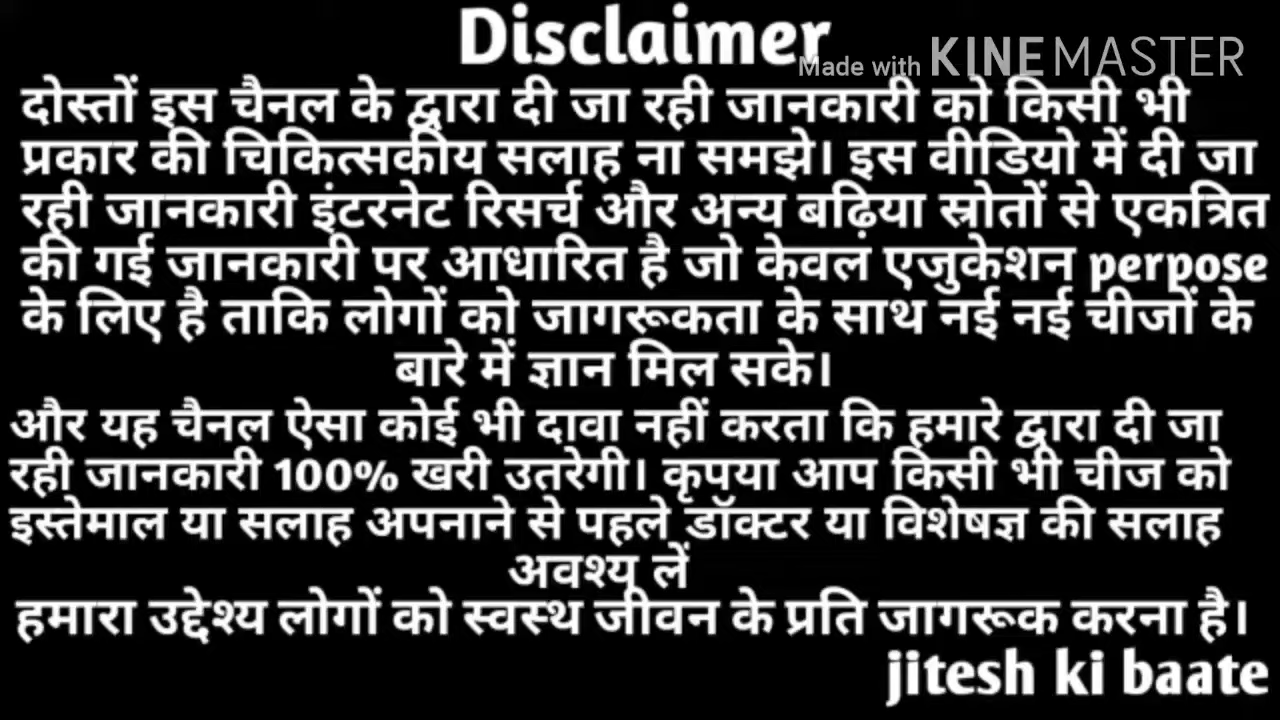 Disclaimer
Made with KINEMASTER
दोस्तों इस चैनल के द्वारा दी जा रही जानकारी को किसी भी
प्रकार की चिकित्सकीय सलाह ना समझे। इस वीडियो में दी जा
रही जानकारी इंटरनेट रिसर्च और अन्य बढ़िया स्रोतों से एकत्रित
की गई जानकारी पर आधारित है जो केवल एजुकेशन perpose
के लिए है ताकि लोगों को जागरूकता के साथ नई नई चीजों के
बारे में ज्ञान मिल सके।
और यह चैनल ऐसा कोई भी दावा नहीं करता कि हमारे द्वारा दी जा
रही जानकारी 100% खरी उतरेगी। कृपया आप किसी भी चीज को
इस्तेमाल या सलाह अपनाने से पहले डॉक्टर या विशेषज्ञ की सलाह
अवश्य लें
हमारा उद्देश्य लोगों को स्वस्थ जीवन के प्रति जागरूक करना है।
jitesh ki baate